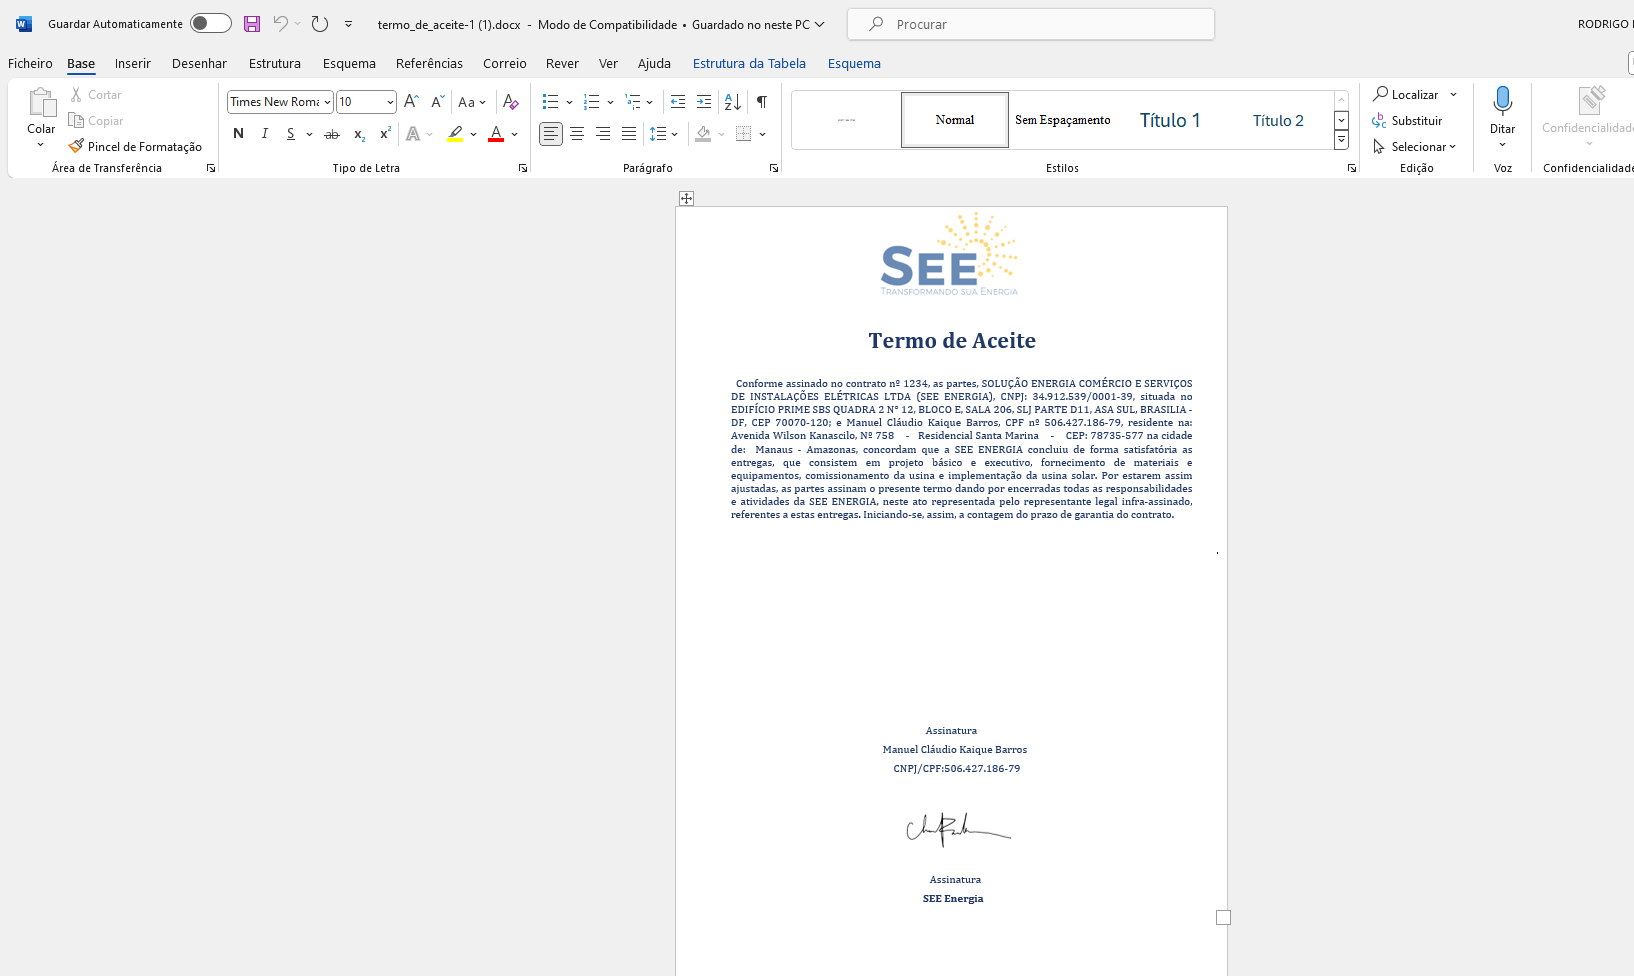 Guardar Automaticamente
termo_de_aceite-1 (1).docx - Modo de Compatibilidade • Guardado no neste PC
Procurar
RODRIGO
Ficheiro Base Inserir Desenhar Estrutura Esquema Referências Correio Rever Ver Ajuda Estrutura da Tabela Esquema
Colar
Cortar
Copiar
Pincel de Formatação
Área de Transferência
Times New Roma 10
Tipo de Letra
Parágrafo
Normal
Sem Espaçamento
Título 1
Título 2
Estilos
Localizar
Substituir
Selecionar
Edição
Ditar
Voz
Confidencialidade
Confidencialidade
SEE
TRANSFORMANDO SUA ENERGIA
Termo de Aceite
Conforme assinado no contrato nº 1234, as partes, SOLUÇÃO ENERGIA COMÉRCIO E SERVIÇOS
DE INSTALAÇÕES ELÉTRICAS LTDA (SEE ENERGIA), CNPJ: 34.912.539/0001-39, situada no
EDIFÍCIO PRIME SBS QUADRA 2 N° 12, BLOCO E, SALA 206, SLJ PARTE D11, ASA SUL, BRASILIA -
DF, CEP 70070-120; e Manuel Cláudio Kaique Barros, CPF nº 506.427.186-79, residente na:
Avenida Wilson Kanascilo, Nº 758 - Residencial Santa Marina - CEP: 78735-577 na cidade
de: Manaus - Amazonas, concordam que a SEE ENERGIA concluiu de forma satisfatória as
entregas, que consistem em projeto básico e executivo, fornecimento de materiais e
equipamentos, comissionamento da usina e implementação da usina solar. Por estarem assim
ajustadas, as partes assinam o presente termo dando por encerradas todas as responsabilidades
e atividades da SEE ENERGIA, neste ato representada pelo representante legal infra-assinado,
referentes a estas entregas. Iniciando-se, assim, a contagem do prazo de garantia do contrato.
Assinatura
Manuel Cláudio Kaique Barros
CNPJ/CPF:506.427.186-79
Assinatura
SEE Energia